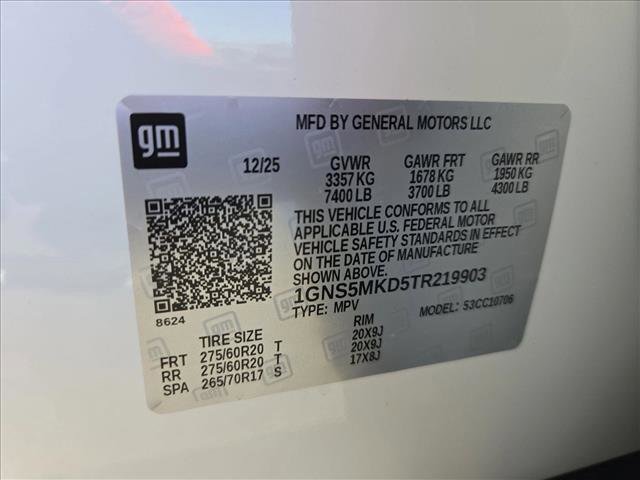 gm
MFD BY GENERAL MOTORS LLC
12/25 GVWR GAWR FRT GAWR RR
3357 KG 1678 KG 1950 KG
7400 LB 3700 LB 4300 LB
THIS VEHICLE CONFORMS TO ALL
APPLICABLE U.S. FEDERAL MOTOR
VEHICLE SAFETY STANDARDS IN EFFECT
ON THE DATE OF MANUFACTURE
SHOWN ABOVE.
1GNS5MKD5TR219903
8624
TYPE: MPV MODEL: 53CC10706
TIRE SIZE RIM
FRT 275/60R20 T 20X9J
RR 275/60R20 T 20X9J
SPA 265/70R17 S 17X8J